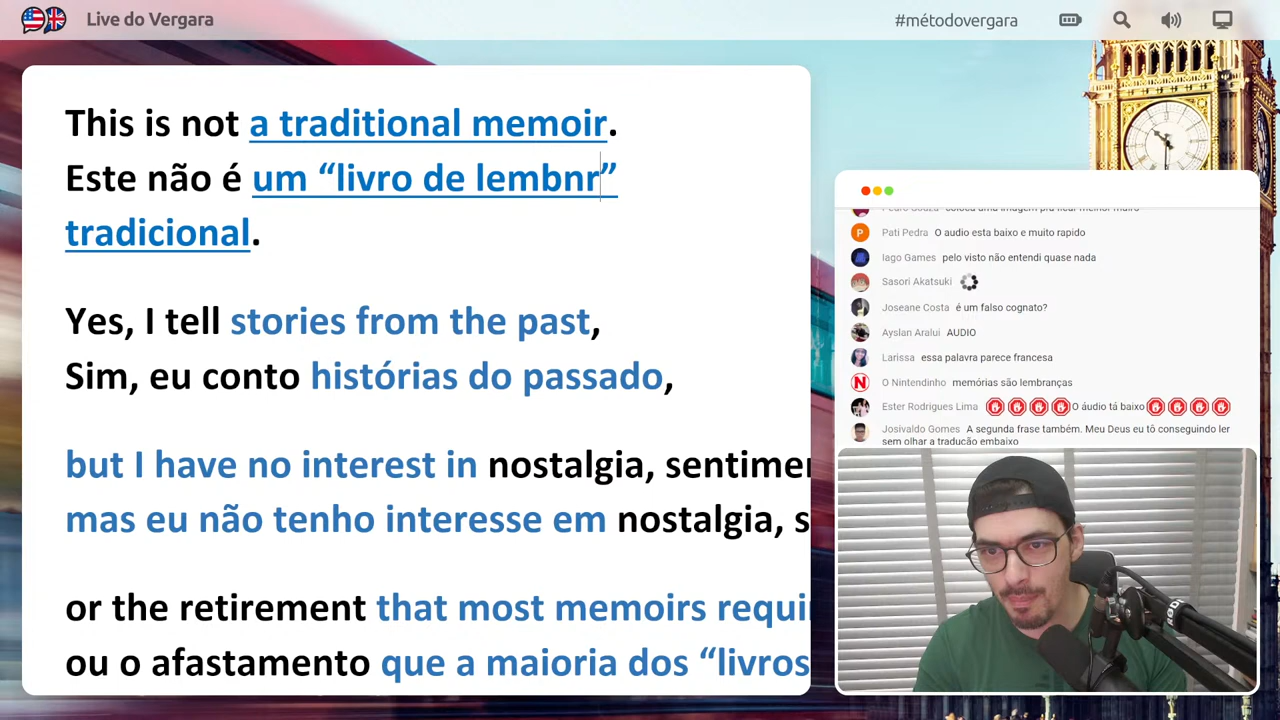 Live do Vergara
#métodovergara
This is not a traditional memoir.
Este não é um “livro de lembnr”
tradicional.
Yes, I tell stories from the past,
Sim, eu conto histórias do passado,
but I have no interest in nostalgia,
mas eu não tenho interesse em nostalgia, s
or the retirement that most memoirs
ou o afastamento que a maioria dos “livros
Pati Pedra O audio esta baixo e muito rapido
Iago Games pelo visto não entendi quase nada
Sasori Akatsuki
Joseane Costa é um falso cognato?
Ayslan Aralui AUDIO
Larissa essa palavra parece francesa
N
O Nintendinho memórias são lembranças
Ester Rodrigues Lima O áudio tá baixo
Josivaldo Gomes A segunda frase também. Meu Deus eu tô conseguindo ler
sem olhar a tradução embaixo